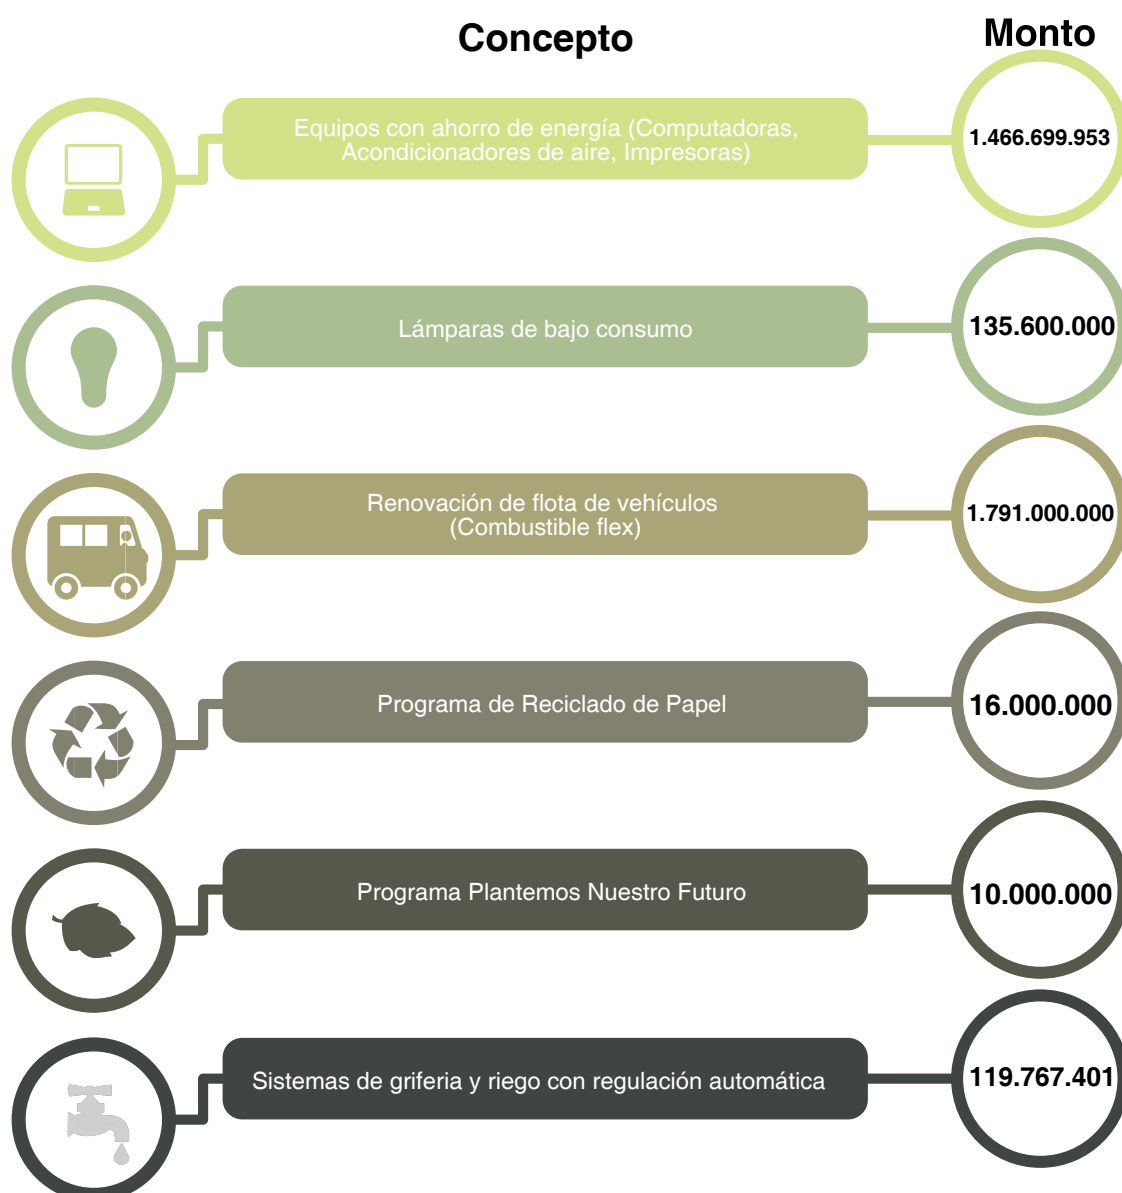 Concepto Monto
Equipos con ahorro de energía (Computadoras,
Acondicionadores de aire, Impresoras)
1.466.699.953
Lámparas de bajo consumo
135.600.000
Renovación de flota de vehículos
(Combustible flex)
1.791.000.000
Programa de Reciclado de Papel
16.000.000
Programa Plantemos Nuestro Futuro
10.000.000
Sistemas de griferia y riego con regulación automática
119.767.401